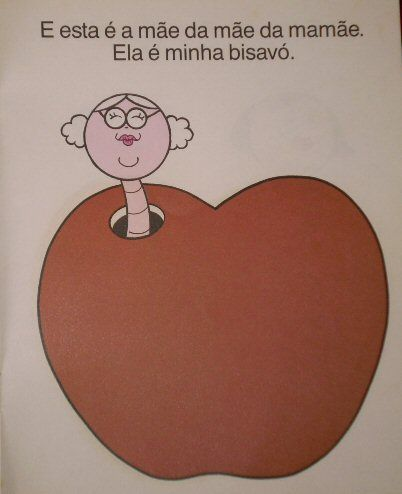 E esta é a mãe da mãe da mamãe.
Ela é minha bisavó.